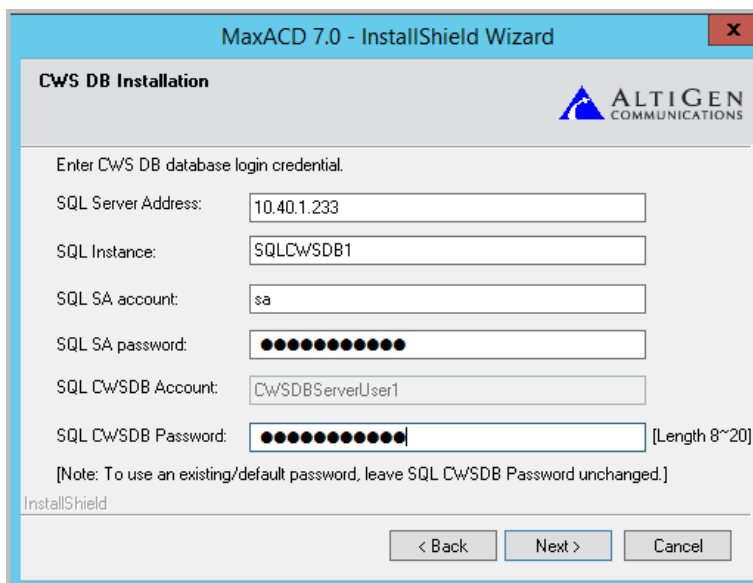 MaxACD 7.0 - InstallShield Wizard
x
CWS DB Installation
ALTIGEN
COMMUNICATIONS
Enter CWS DB database login credential.
SQL Server Address: 10.40.1.233
SQL Instance: SQLCWSDB1
SQL SA account: sa
SQL SA password: ●●●●●●●●●●●
SQL CWSDB Account: CWSDBServerUser1
SQL CWSDB Password: ●●●●●●●●●●● [Length 8~20]
[Note: To use an existing/default password, leave SQL CWSDB Password unchanged.]
InstallShield
< Back Next > Cancel